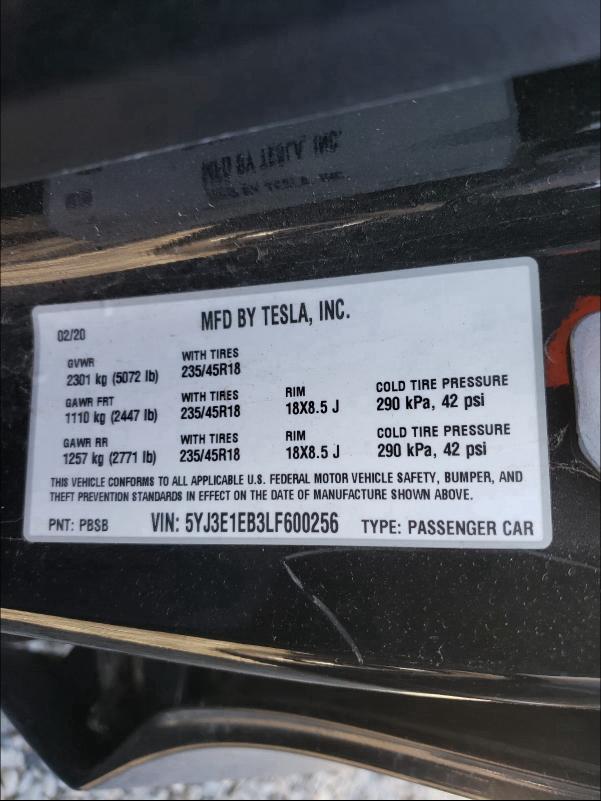 MFD BY TESLA, INC.
02/20
GVWR WITH TIRES
2301 kg (5072 lb) 235/45R18
GAWR FRT WITH TIRES RIM COLD TIRE PRESSURE
1110 kg (2447 lb) 235/45R18 18X8.5 J 290 kPa, 42 psi
GAWR RR WITH TIRES RIM COLD TIRE PRESSURE
1257 kg (2771 lb) 235/45R18 18X8.5 J 290 kPa, 42 psi
THIS VEHICLE CONFORMS TO ALL APPLICABLE U.S. FEDERAL MOTOR VEHICLE SAFETY, BUMPER, AND
THEFT PREVENTION STANDARDS IN EFFECT ON THE DATE OF MANUFACTURE SHOWN ABOVE.
PNT: PBSB VIN: 5YJ3E1EB3LF600256 TYPE: PASSENGER CAR